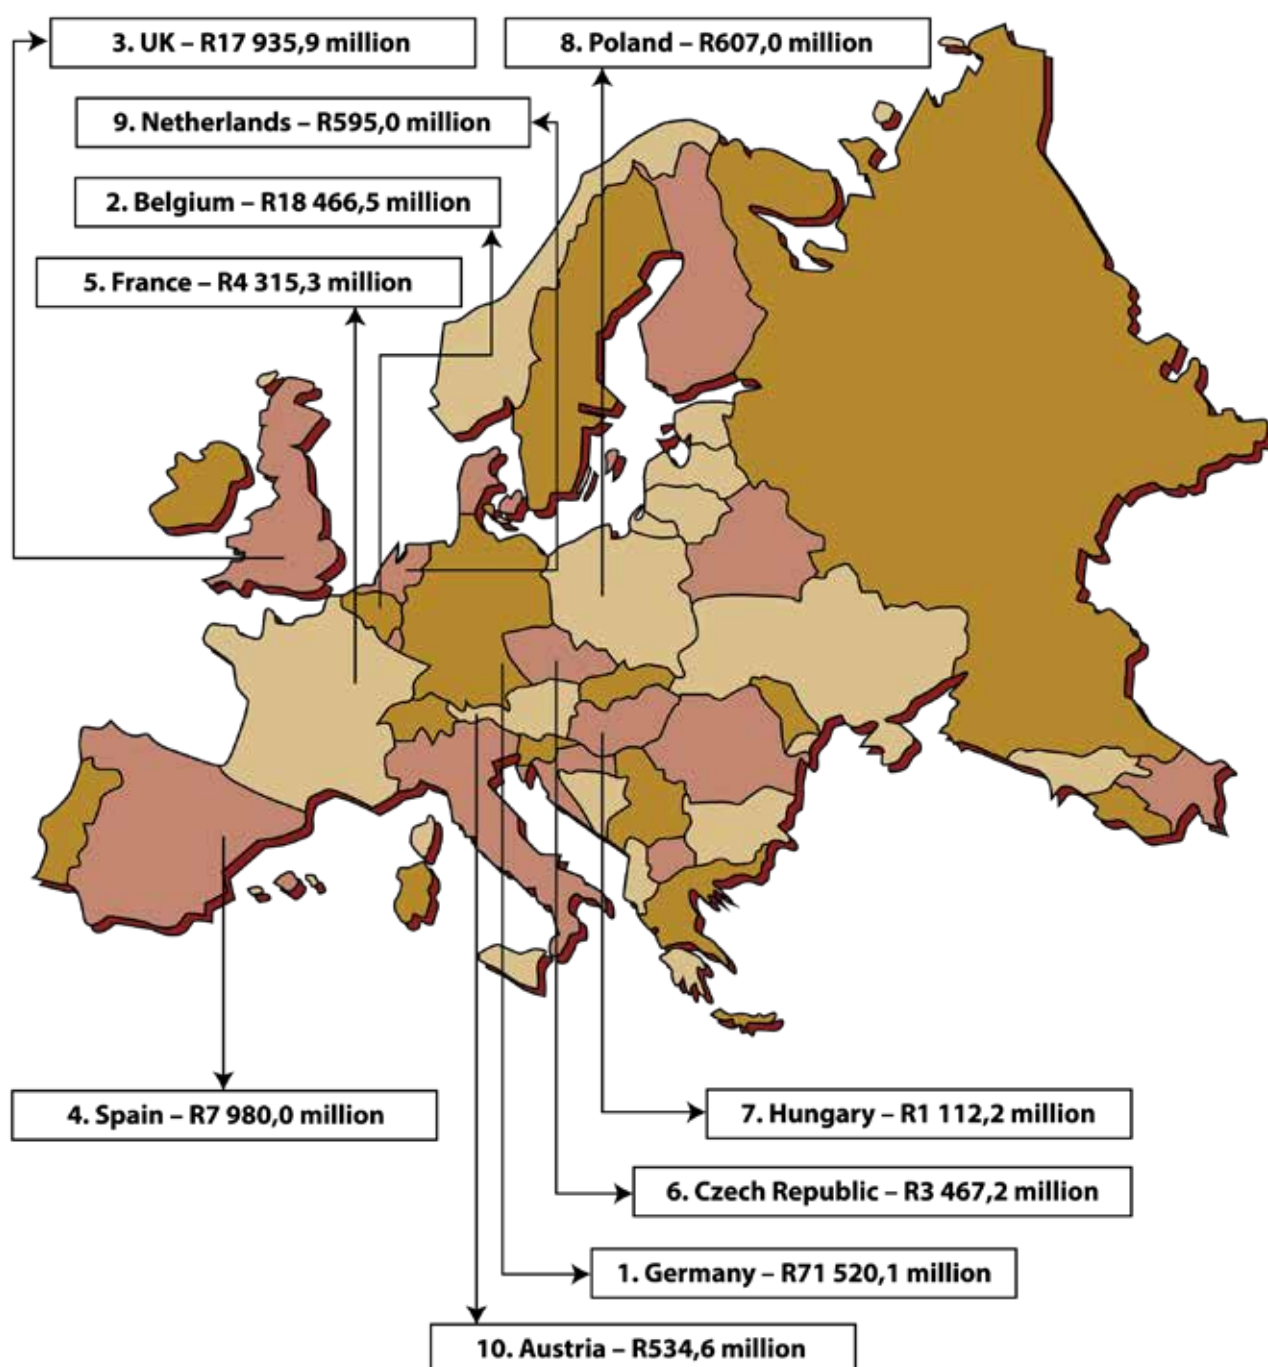 3. UK – R17 935,9 million
8. Poland – R607,0 million
9. Netherlands – R595,0 million
2. Belgium – R18 466,5 million
5. France – R4 315,3 million
4. Spain – R7 980,0 million
7. Hungary – R1 112,2 million
6. Czech Republic – R3 467,2 million
1. Germany – R71 520,1 million
10. Austria – R534,6 million